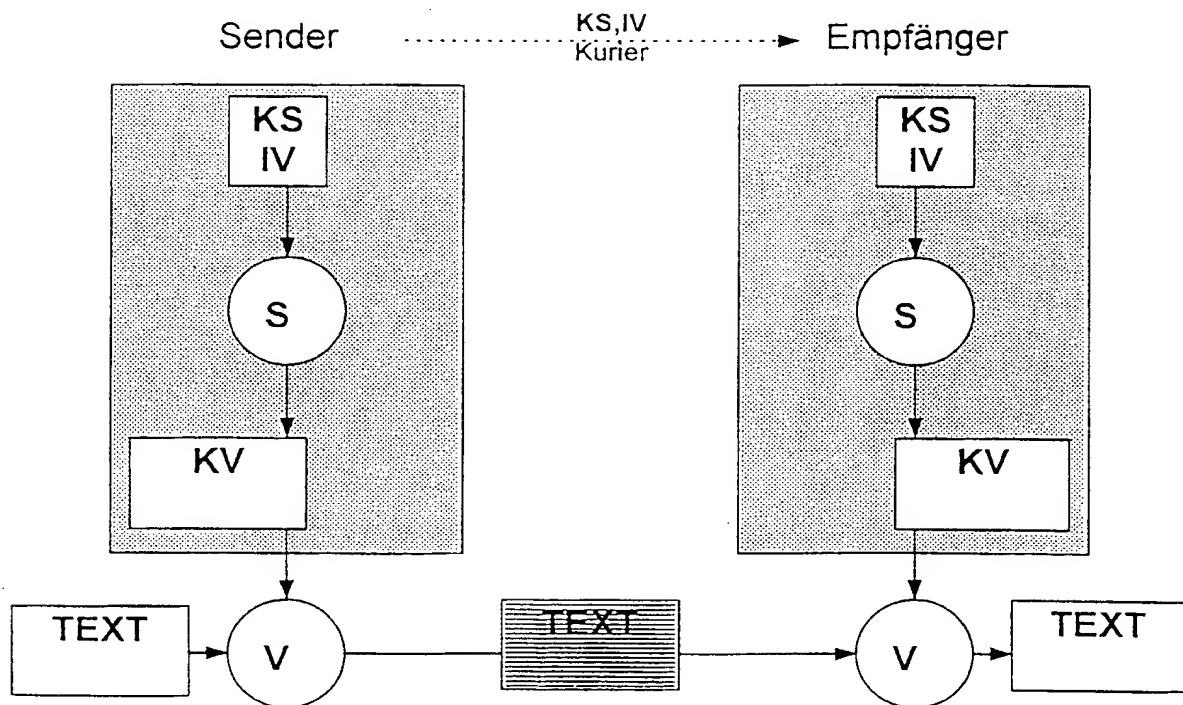 Sender
KS,IV
Kurier
Empfänger
KS
IV
KS
IV
S
S
KV
KV
TEXT
V
TEXT
V
TEXT